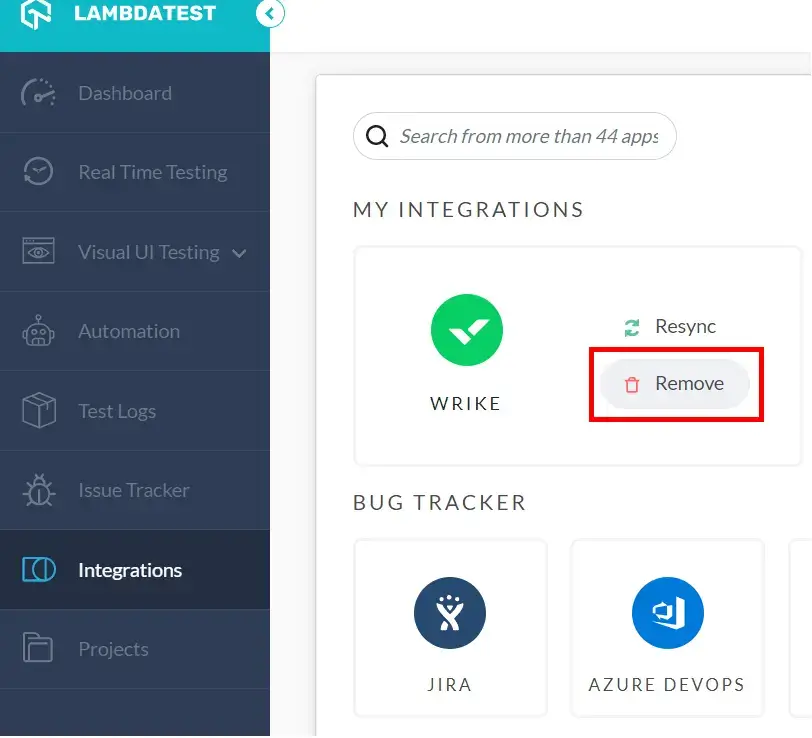 LAMBDATEST
Dashboard
Real Time Testing
Visual UI Testing
Automation
Test Logs
Issue Tracker
Integrations
Projects
Search from more than 44 apps
MY INTEGRATIONS
WRIKE
Resync
Remove
BUG TRACKER
JIRA
AZURE DEVOPS